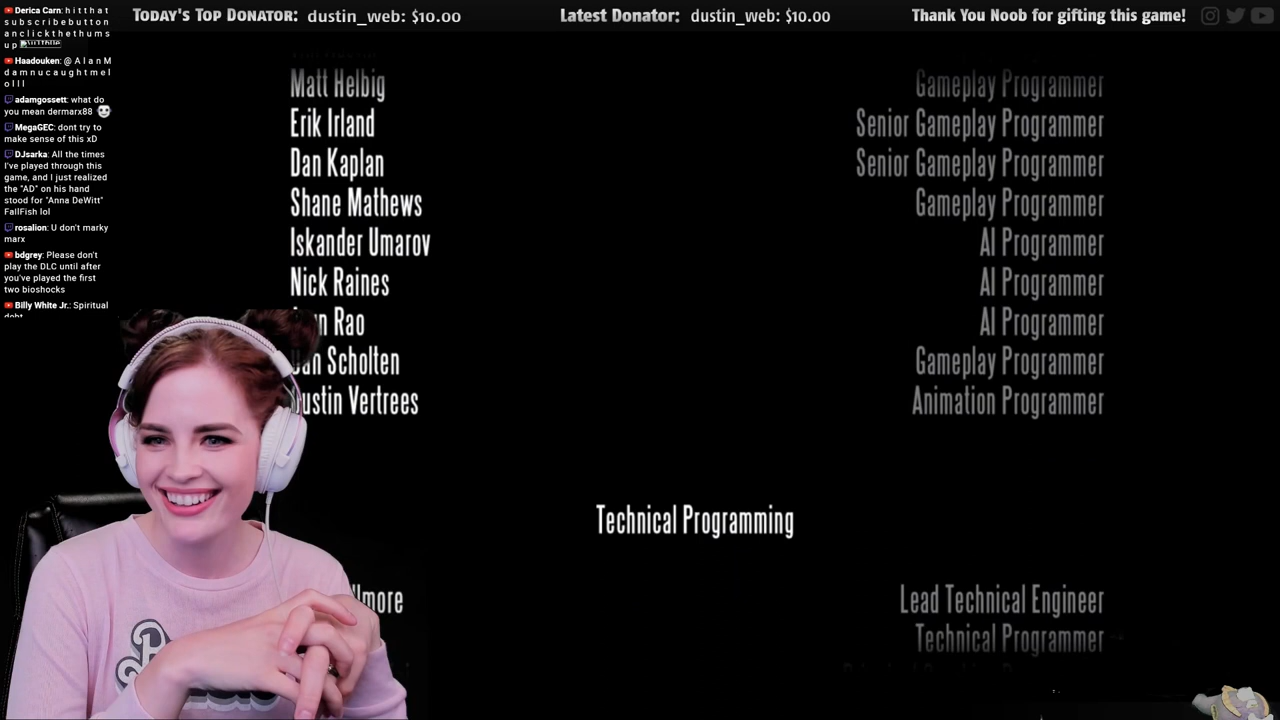 TODAY'S TOP DONATOR: dustin_web: $10.00
LATEST DONATOR: dustin_web: $10.00
Thank You Noob for gifting this game!
Derica Carn: h i t t h a t
s u b s c r i b e b u t t o n
a n c l i c k t h e t h u m s
u p
Haadouken: @ A l a n M
d a m n u c a u g h t m e l
o l l l
adamgossett: what do
you mean dermarx88
MegaGEC: dont try to
make sense of this xD
DJsarka: All the times
I've played through this
game, and I just realized
the "AD" on his hand
stood for "Anna DeWitt"
FallFish lol
rosalion: U don't marky
marx
bdgrey: Please don't
play the DLC until after
you've played the first
two bioshocks
Billy White Jr.: Spiritual
debt
Matt Helbig Gameplay Programmer
Erik Irland Senior Gameplay Programmer
Dan Kaplan Senior Gameplay Programmer
Shane Mathews Gameplay Programmer
Iskander Umarov AI Programmer
Nick Raines AI Programmer
Rao AI Programmer
Scholten Gameplay Programmer
ustin Vertrees Animation Programmer
Technical Programming
lmore Lead Technical Engineer
Technical Programmer